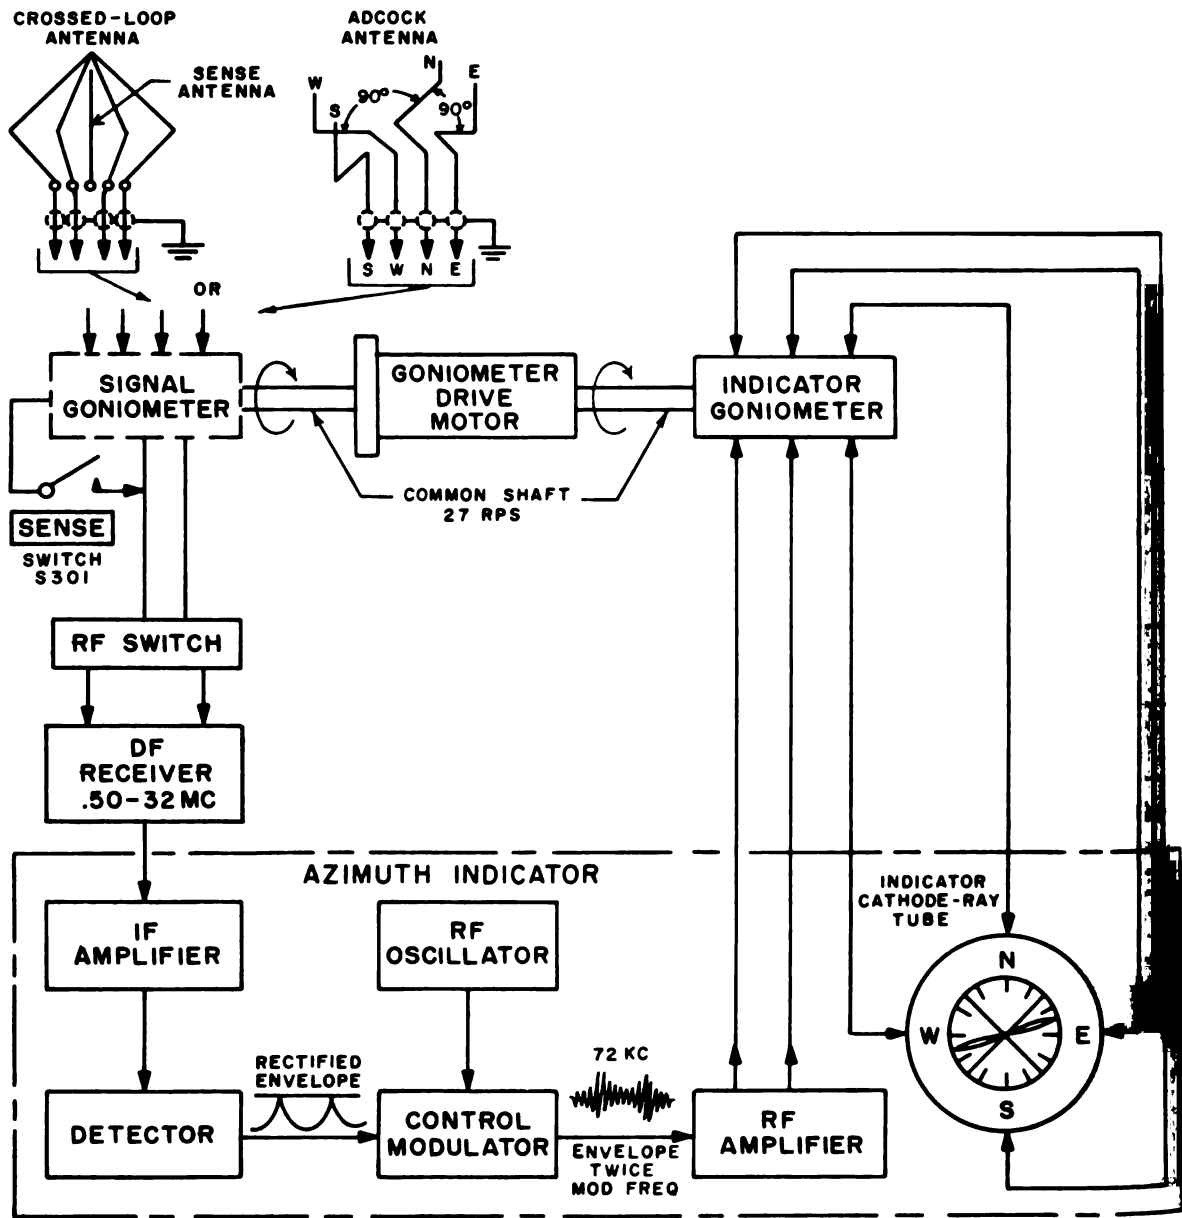 CROSSED-LOOP
ANTENNA
SENSE
ANTENNA
ADCOCK
ANTENNA
W
S
N
E
90°
90°
S W N E
OR
SIGNAL
GONIOMETER
GONIOMETER
DRIVE
MOTOR
INDICATOR
GONIOMETER
COMMON SHAFT
27 RPS
SENSE
SWITCH
S301
RF SWITCH
DF
RECEIVER
.50-32MC
AZIMUTH INDICATOR
IF
AMPLIFIER
RF
OSCILLATOR
INDICATOR
CATHODE-RAY
TUBE
N
W
E
S
DETECTOR
RECTIFIED
ENVELOPE
CONTROL
MODULATOR
72 KC
ENVELOPE
TWICE
MOD FREQ
RF
AMPLIFIER